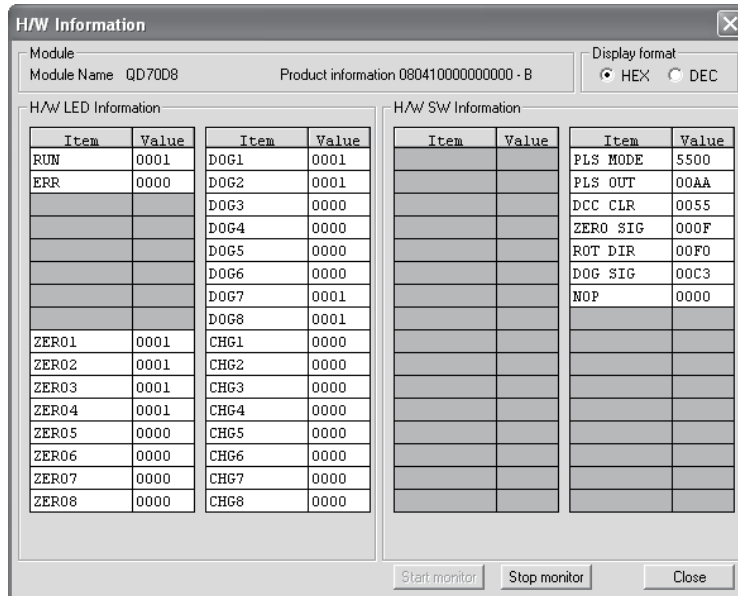 H/W Information
Module
Module Name QD70D8
Product information 080410000000000 - B
Display format
HEX DEC
H/W LED Information
Item Value Item Value
RUN 0001 DOG1 0001
ERR 0000 DOG2 0001
DOG3 0000
DOG4 0000
DOG5 0000
DOG6 0000
DOG7 0001
DOG8 0001
ZERO1 0001 CHG1 0000
ZERO2 0001 CHG2 0000
ZERO3 0001 CHG3 0000
ZERO4 0001 CHG4 0000
ZERO5 0000 CHG5 0000
ZERO6 0000 CHG6 0000
ZERO7 0000 CHG7 0000
ZERO8 0000 CHG8 0000
H/W SW Information
Item Value Item Value
PLS MODE 5500
PLS OUT 00AA
DCC CLR 0055
ZERO SIG 000F
ROT DIR 00F0
DOG SIG 00C3
NOP 0000
Start monitor Stop monitor Close